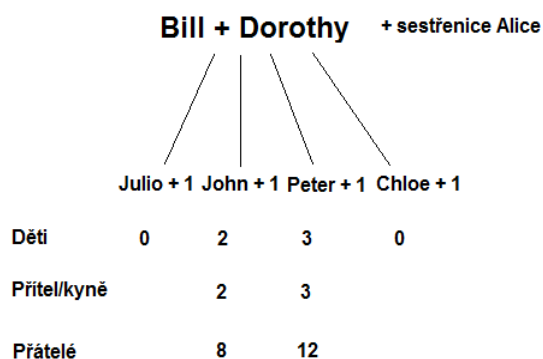 Bill + Dorothy + sestřenice Alice
Julio + 1 John + 1 Peter + 1 Chloe + 1
Děti 0 2 3 0
Přítel/kyně 2 3
Přátelé 8 12